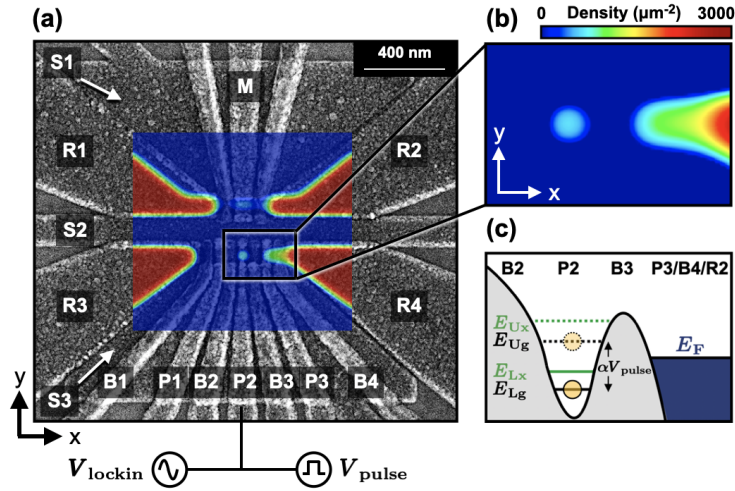 (a)
S1
M
400 nm
R1
R2
S2
R3
R4
S3
B1 P1 B2 P2 B3 P3 B4
y
x
V_lockin
V_pulse
(b)
0 Density (μm⁻²) 3000
y
x
(c)
B2 P2 B3 P3/B4/R2
E_Ux
E_Ug
E_F
E_Lx
αV_pulse
E_Lg